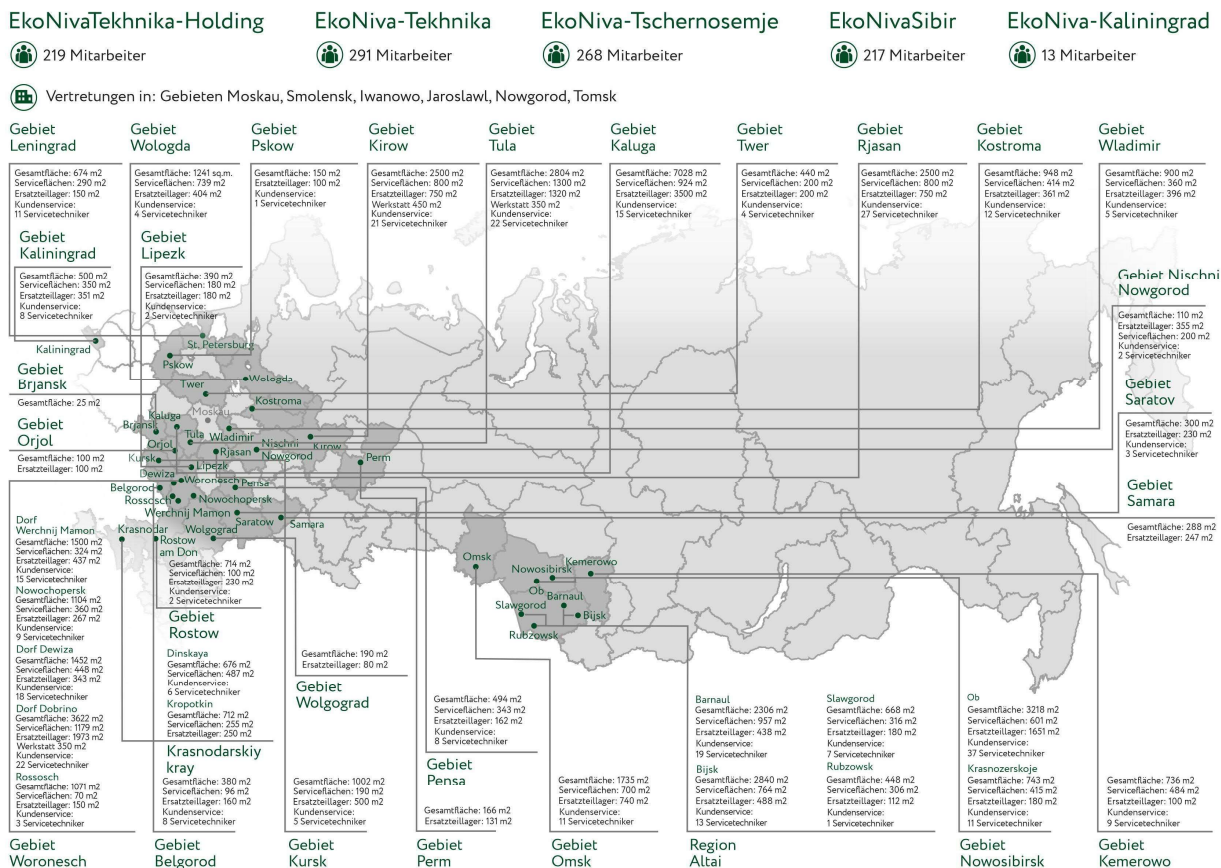 EkoNivaTekhnika-Holding
219 Mitarbeiter
EkoNiva-Tekhnika
291 Mitarbeiter
EkoNiva-Tschernosemje
268 Mitarbeiter
EkoNivaSibir
217 Mitarbeiter
EkoNiva-Kaliningrad
13 Mitarbeiter
Vertretungen in: Gebieten Moskau, Smolensk, Iwanowo, Jaroslawl, Nowgorod, Tomsk
Gebiet
Leningrad
Gesamtfläche: 674 m2
Serviceflächen: 290 m2
Ersatzteillager: 150 m2
Kundenservice:
11 Servicetechniker
Gebiet
Wologda
Gesamtfläche: 1241 sq.m.
Serviceflächen: 739 m2
Ersatzteillager: 404 m2
Kundenservice:
4 Servicetechniker
Gebiet
Pskow
Gesamtfläche: 150 m2
Ersatzteillager: 100 m2
Kundenservice:
1 Servicetechniker
Gebiet
Kirow
Gesamtfläche: 2500 m2
Serviceflächen: 800 m2
Ersatzteillager: 750 m2
Werkstatt 450 m2
Kundenservice:
21 Servicetechniker
Gebiet
Tula
Gesamtfläche: 2804 m2
Serviceflächen: 1300 m2
Ersatzteillager: 1320 m2
Werkstatt 350 m2
Kundenservice:
22 Servicetechniker
Gebiet
Kaluga
Gesamtfläche: 7028 m2
Serviceflächen: 924 m2
Ersatzteillager: 3500 m2
Kundenservice:
15 Servicetechniker
Gebiet
Twer
Gesamtfläche: 440 m2
Serviceflächen: 200 m2
Ersatzteillager: 200 m2
Kundenservice:
4 Servicetechniker
Gebiet
Rjasan
Gesamtfläche: 2500 m2
Serviceflächen: 800 m2
Ersatzteillager: 750 m2
Kundenservice:
27 Servicetechniker
Gebiet
Kostroma
Gesamtfläche: 948 m2
Serviceflächen: 414 m2
Ersatzteillager: 361 m2
Kundenservice:
12 Servicetechniker
Gebiet
Wladimir
Gesamtfläche: 900 m2
Serviceflächen: 360 m2
Ersatzteillager: 396 m2
Kundenservice:
5 Servicetechniker
Gebiet
Kaliningrad
Gesamtfläche: 500 m2
Serviceflächen: 350 m2
Ersatzteillager: 351 m2
Kundenservice:
8 Servicetechniker
Gebiet
Lipezk
Gesamtfläche: 390 m2
Serviceflächen: 180 m2
Ersatzteillager: 180 m2
Kundenservice:
2 Servicetechniker
Gebiet Nischni
Nowgorod
Gesamtfläche: 110 m2
Ersatzteillager: 355 m2
Serviceflächen: 200 m2
Kundenservice:
2 Servicetechniker
Gebiet
Brjansk
Gesamtfläche: 25 m2
Gebiet
Orjol
Gesamtfläche: 100 m2
Ersatzteillager: 100 m2
Gebiet
Saratov
Gesamtfläche: 300 m2
Ersatzteillager: 230 m2
Kundenservice:
3 Servicetechniker
Gebiet
Samara
Gesamtfläche: 288 m2
Ersatzteillager: 247 m2
Kaliningrad
St. Petersburg
Pskow
Wologda
Twer
Kostroma
Kaluga
Moskau
Brjansk
Tula
Wladimir
Nischni
Nowgorod
Kirow
Orjol
Rjasan
Kursk
Lipezk
Perm
Dewiza
Woronesch
Pensa
Belgorod
Rossosch
Nowochopersk
Werchnij Mamon
Saratow
Samara
Krasnodar
Wolgograd
Rostow
am Don
Omsk
Kemerowo
Nowosibirsk
Ob
Barnaul
Slawgorod
Bijsk
Rubzowsk
Dorf
Werchnij Mamon
Gesamtfläche: 1500 m2
Serviceflächen: 324 m2
Ersatzteillager: 437 m2
Kundenservice:
15 Servicetechniker
Nowochopersk
Gesamtfläche: 1104 m2
Serviceflächen: 360 m2
Ersatzteillager: 267 m2
Kundenservice:
9 Servicetechniker
Dorf Dewiza
Gesamtfläche: 1452 m2
Serviceflächen: 448 m2
Ersatzteillager: 343 m2
Kundenservice:
18 Servicetechniker
Dorf Dobrino
Gesamtfläche: 3622 m2
Serviceflächen: 1179 m2
Ersatzteillager: 1973 m2
Werkstatt 350 m2
Kundenservice:
22 Servicetechniker
Rossosch
Gesamtfläche: 1071 m2
Serviceflächen: 70 m2
Ersatzteillager: 150 m2
Kundenservice:
3 Servicetechniker
Gebiet
Woronesch
Gesamtfläche: 714 m2
Serviceflächen: 100 m2
Ersatzteillager: 230 m2
Kundenservice:
2 Servicetechniker
Gebiet
Rostow
Dinskaya
Gesamtfläche: 676 m2
Serviceflächen: 487 m2
Kundenservice:
6 Servicetechniker
Kropotkin
Gesamtfläche: 712 m2
Serviceflächen: 255 m2
Ersatzteillager: 250 m2
Krasnodarskiy
kray
Gesamtfläche: 380 m2
Serviceflächen: 96 m2
Ersatzteillager: 160 m2
Kundenservice:
8 Servicetechniker
Gebiet
Belgorod
Gesamtfläche: 190 m2
Ersatzteillager: 80 m2
Gebiet
Wolgograd
Gesamtfläche: 1002 m2
Serviceflächen: 190 m2
Ersatzteillager: 500 m2
Kundenservice:
5 Servicetechniker
Gebiet
Kursk
Gesamtfläche: 494 m2
Serviceflächen: 343 m2
Ersatzteillager: 162 m2
Kundenservice:
8 Servicetechniker
Gebiet
Pensa
Gesamtfläche: 166 m2
Ersatzteillager: 131 m2
Gebiet
Perm
Gesamtfläche: 1735 m2
Serviceflächen: 700 m2
Ersatzteillager: 740 m2
Kundenservice:
11 Servicetechniker
Gebiet
Omsk
Barnaul
Gesamtfläche: 2306 m2
Serviceflächen: 957 m2
Ersatzteillager: 438 m2
Kundenservice:
19 Servicetechniker
Bijsk
Gesamtfläche: 2840 m2
Serviceflächen: 764 m2
Ersatzteillager: 488 m2
Kundenservice:
13 Servicetechniker
Slawgorod
Gesamtfläche: 668 m2
Serviceflächen: 316 m2
Ersatzteillager: 180 m2
Kundenservice:
7 Servicetechniker
Rubzowsk
Gesamtfläche: 448 m2
Serviceflächen: 306 m2
Ersatzteillager: 112 m2
Kundenservice:
1 Servicetechniker
Region
Altai
Ob
Gesamtfläche: 3218 m2
Serviceflächen: 601 m2
Ersatzteillager: 1651 m2
Kundenservice:
37 Servicetechniker
Krasnozerskoje
Gesamtfläche: 743 m2
Serviceflächen: 415 m2
Ersatzteillager: 180 m2
Kundenservice:
11 Servicetechniker
Gebiet
Nowosibirsk
Gesamtfläche: 736 m2
Serviceflächen: 484 m2
Ersatzteillager: 100 m2
Kundenservice:
9 Servicetechniker
Gebiet
Kemerowo